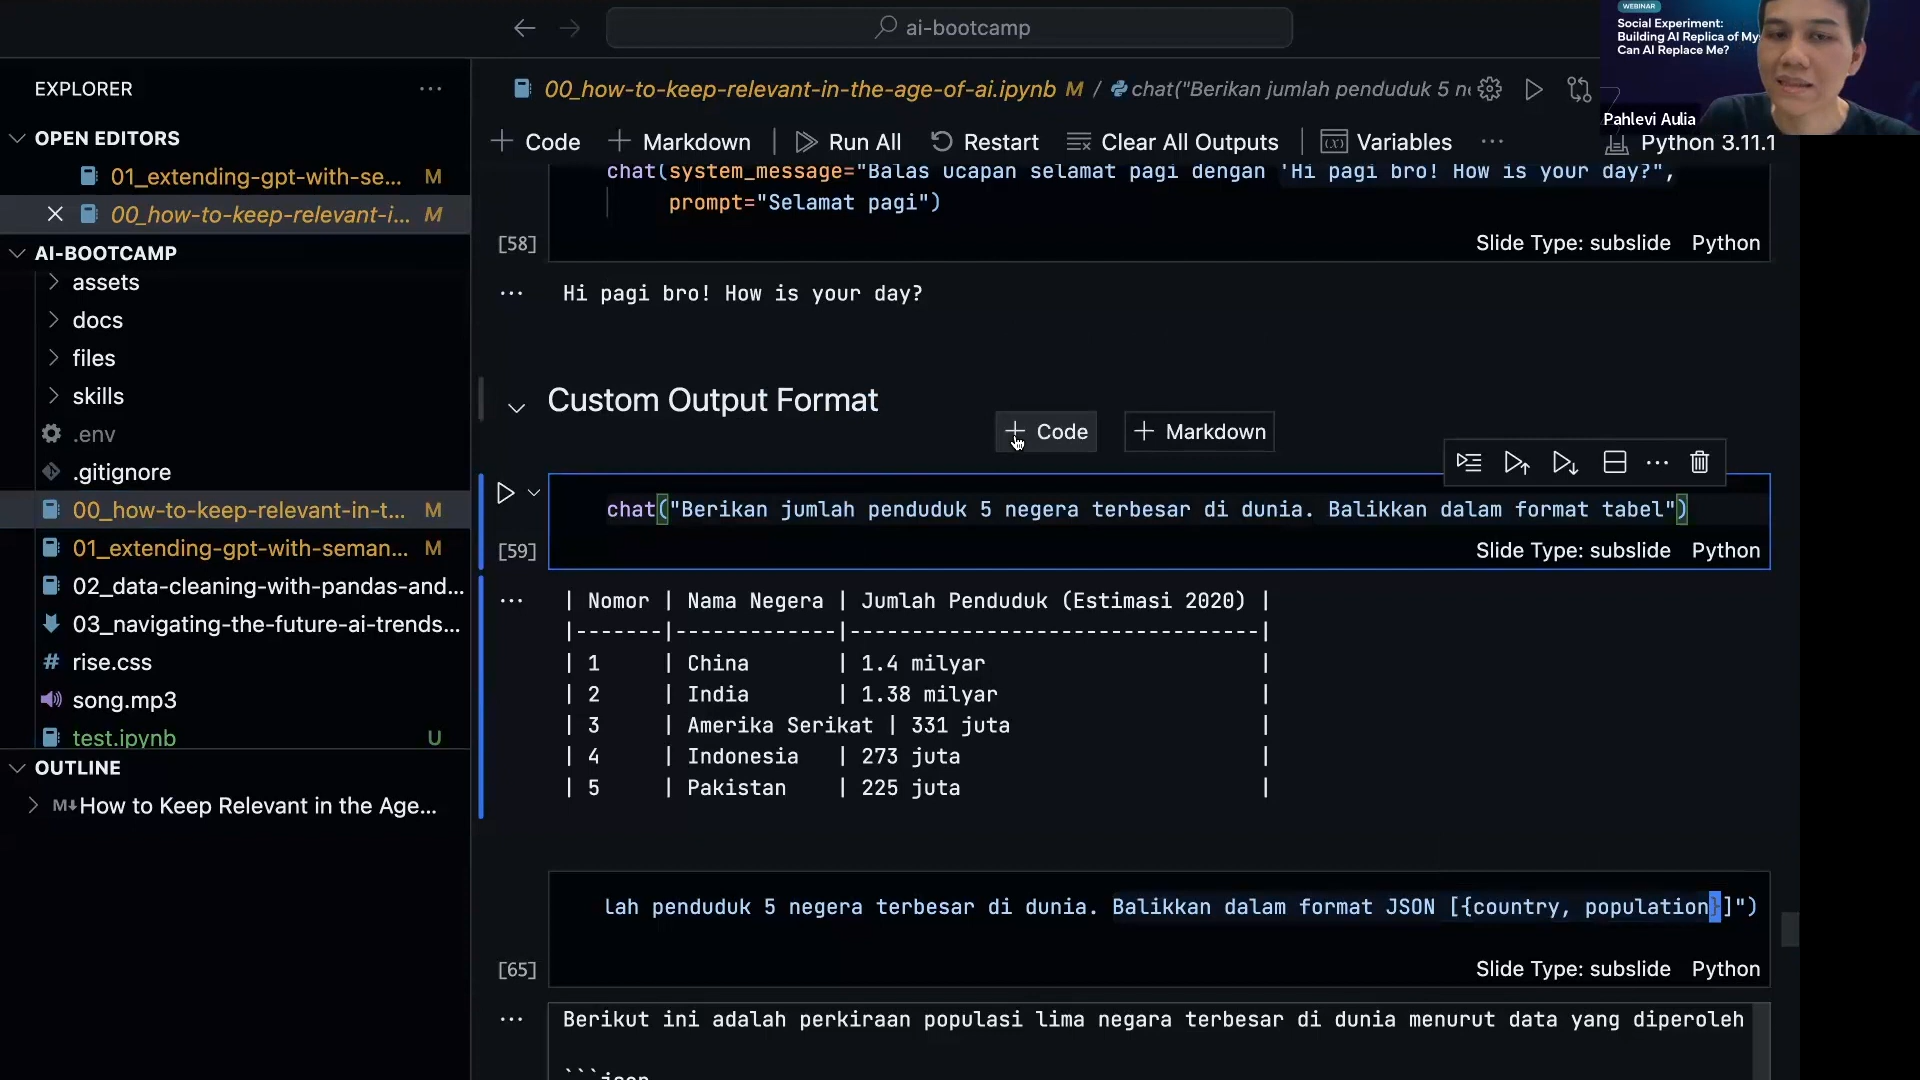 ai-bootcamp
WEBINAR
Social Experiment:
Building AI Replica of My
Can AI Replace Me?
Pahlevi Aulia
EXPLORER
OPEN EDITORS
01_extending-gpt-with-se... M
00_how-to-keep-relevant-i... M
AI-BOOTCAMP
assets
docs
files
skills
.env
.gitignore
00_how-to-keep-relevant-in-t... M
01_extending-gpt-with-seman... M
02_data-cleaning-with-pandas-and...
03_navigating-the-future-ai-trends...
# rise.css
song.mp3
test.ipynb U
OUTLINE
M↓How to Keep Relevant in the Age...
00_how-to-keep-relevant-in-the-age-of-ai.ipynb M / chat("Berikan jumlah penduduk 5 n
+ Code + Markdown | Run All Restart Clear All Outputs | Variables ... Python 3.11.1
chat(system_message="Balas ucapan selamat pagi dengan 'Hi pagi bro! How is your day?",
prompt="Selamat pagi")
[58] Slide Type: subslide Python
... Hi pagi bro! How is your day?
Custom Output Format
+ Code + Markdown
chat("Berikan jumlah penduduk 5 negera terbesar di dunia. Balikkan dalam format tabel")
[59] Slide Type: subslide Python
... | Nomor | Nama Negera | Jumlah Penduduk (Estimasi 2020) |
|-------|-------------|---------------------------------|
| 1 | China | 1.4 milyar |
| 2 | India | 1.38 milyar |
| 3 | Amerika Serikat | 331 juta |
| 4 | Indonesia | 273 juta |
| 5 | Pakistan | 225 juta |
lah penduduk 5 negera terbesar di dunia. Balikkan dalam format JSON [{country, population}]")
[65] Slide Type: subslide Python
... Berikut ini adalah perkiraan populasi lima negara terbesar di dunia menurut data yang diperoleh
```json